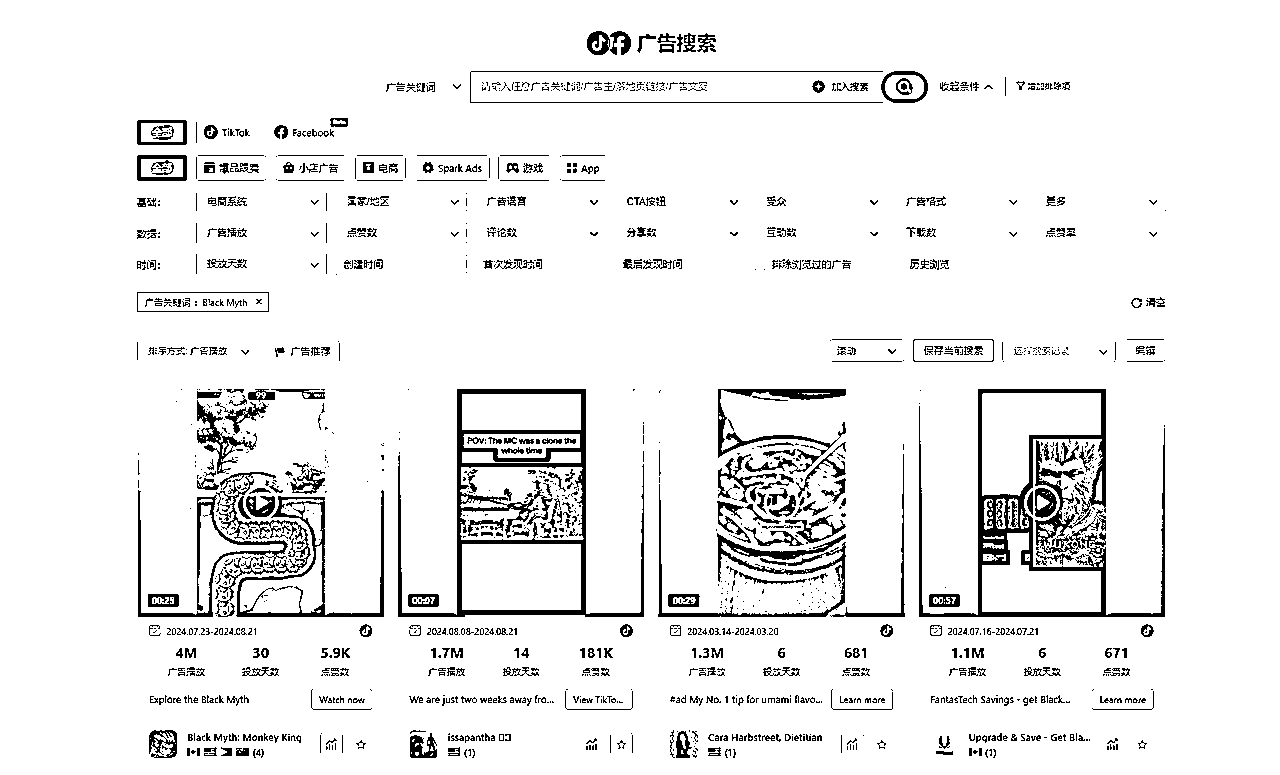 广告搜索
广告关键词 请输入任意广告关键词/广告主/落地页链接/广告文案 加入搜索 收起条件 增加排除项
TikTok Facebook Beta
爆品跟卖 小店广告 电商 Spark Ads 游戏 App
基础: 电商系统 国家/地区 广告语言 CTA按钮 受众 广告格式 更多
数据: 广告播放 点赞数 评论数 分享数 互动数 下载数 点赞率
时间: 投放天数 创建时间 首次发现时间 最后发现时间 排除浏览过的广告 历史浏览
广告关键词：Black Myth × 清空
排序方式: 广告播放 广告推荐 滚动 保存当前搜索 选择搜索记录 编辑
POV: The MC was a clone the
whole time
00:25 00:07 00:29 00:57
2024.07.23-2024.08.21 2024.08.08-2024.08.21 2024.03.14-2024.03.20 2024.07.16-2024.07.21
4M 30 5.9K 1.7M 14 181K 1.3M 6 681 1.1M 6 671
广告播放 投放天数 点赞数 广告播放 投放天数 点赞数 广告播放 投放天数 点赞数 广告播放 投放天数 点赞数
Explore the Black Myth Watch now We are just two weeks away fro... View TikTo... #ad My No. 1 tip for umami flavo... Learn more FantasTech Savings - get Black... Learn more
Black Myth: Monkey King issapantha Cara Harbstreet, Dietitian Upgrade & Save - Get Bla...
(4) (1) (1) (1)